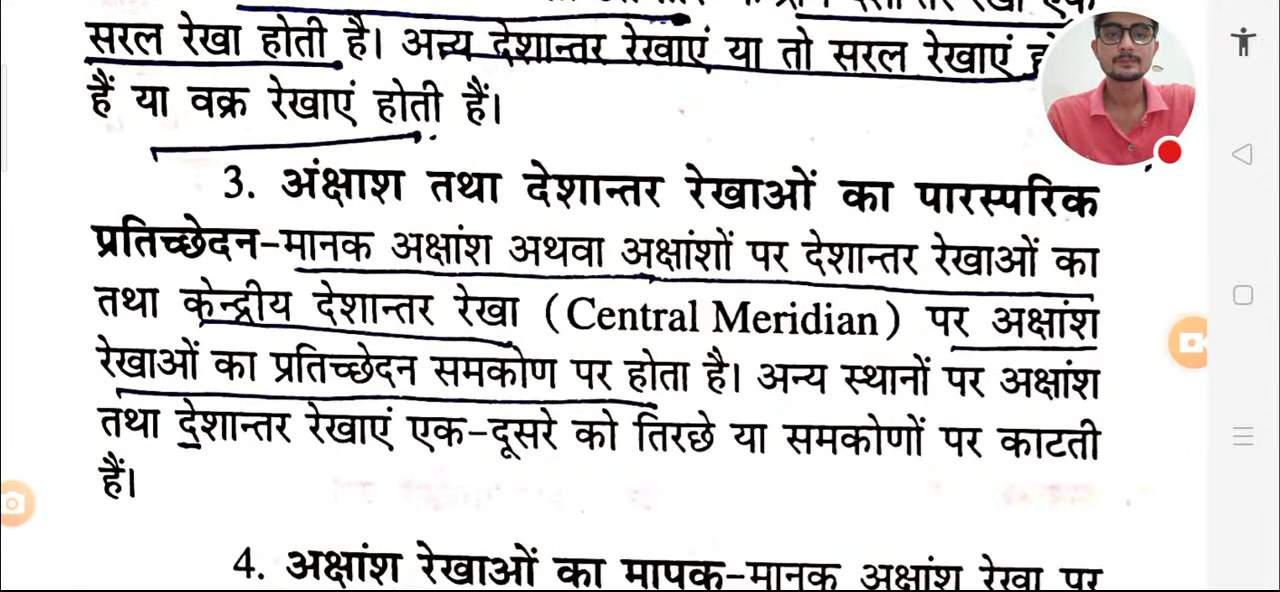 सरल रेखा होती है। अन्य देशान्तर रेखाएं या तो सरल रेखाएं
हैं या वक्र रेखाएं होती हैं।
3. अंक्षाश तथा देशान्तर रेखाओं का पारस्परिक
प्रतिच्छेदन-मानक अक्षांश अथवा अक्षांशों पर देशान्तर रेखाओं का
तथा केन्द्रीय देशान्तर रेखा (Central Meridian) पर अक्षांश
रेखाओं का प्रतिच्छेदन समकोण पर होता है। अन्य स्थानों पर अक्षांश
तथा देशान्तर रेखाएं एक-दूसरे को तिरछे या समकोणों पर काटती
हैं।
4. अक्षांश रेखाओं का मापक-मानक अक्षांश रेखा पर